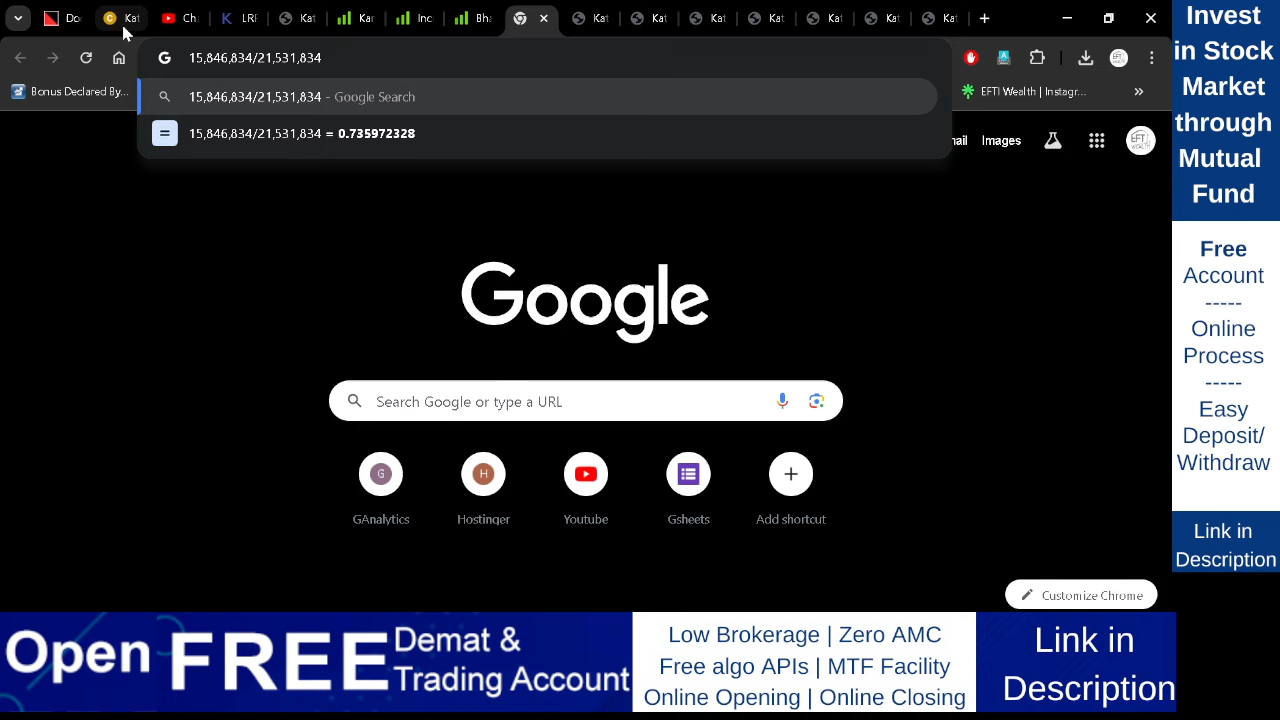 Do
Kat
Ch
LRF
Kat
Kar
Inc
Bha
Kat
Kat
Kat
Kat
Kat
Kat
Kat
15,846,834/21,531,834
15,846,834/21,531,834 - Google Search
15,846,834/21,531,834 = 0.735972328
Bonus Declared By...
EFTI Wealth | Instagr...
mail
Images
Google
Search Google or type a URL
G
H
GAnalytics
Hostinger
Youtube
Gsheets
Add shortcut
Customize Chrome
Invest
in Stock
Market
through
Mutual
Fund
Free
Account
-----
Online
Process
-----
Easy
Deposit/
Withdraw
Link in
Description
Open FREE Demat &
Trading Account
Low Brokerage | Zero AMC
Free algo APIs | MTF Facility
Online Opening | Online Closing
Link in
Description